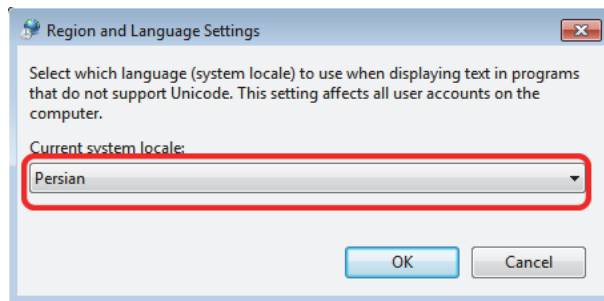 Region and Language Settings
Select which language (system locale) to use when displaying text in programs
that do not support Unicode. This setting affects all user accounts on the
computer.
Current system locale:
Persian
OK
Cancel